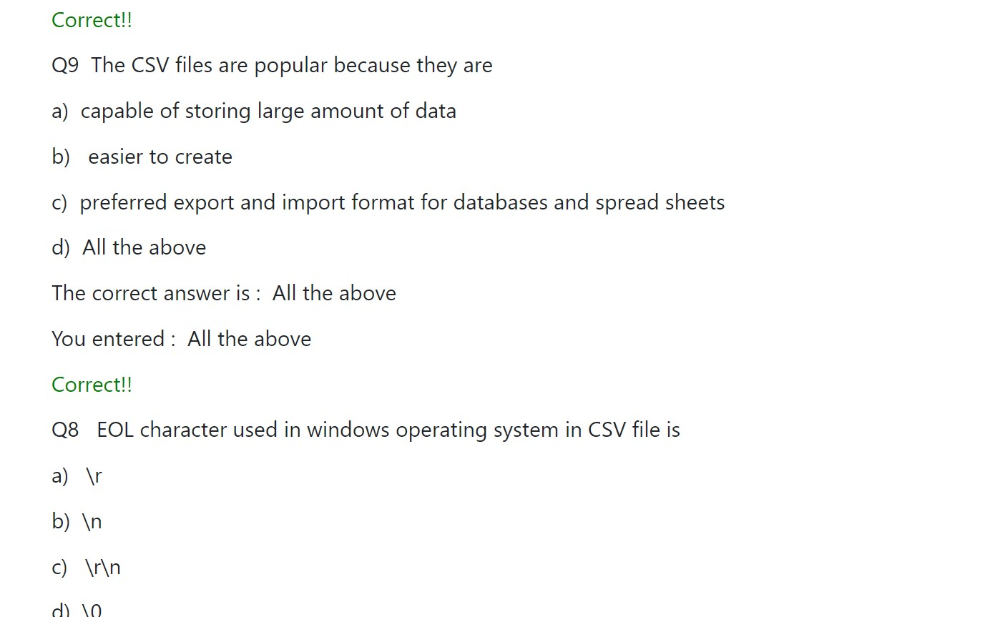 Correct!!
Q9 The CSV files are popular because they are
a) capable of storing large amount of data
b) easier to create
c) preferred export and import format for databases and spread sheets
d) All the above
The correct answer is : All the above
You entered : All the above
Correct!!
Q8 EOL character used in windows operating system in CSV file is
a) \r
b) \n
c) \r\n
d) \0